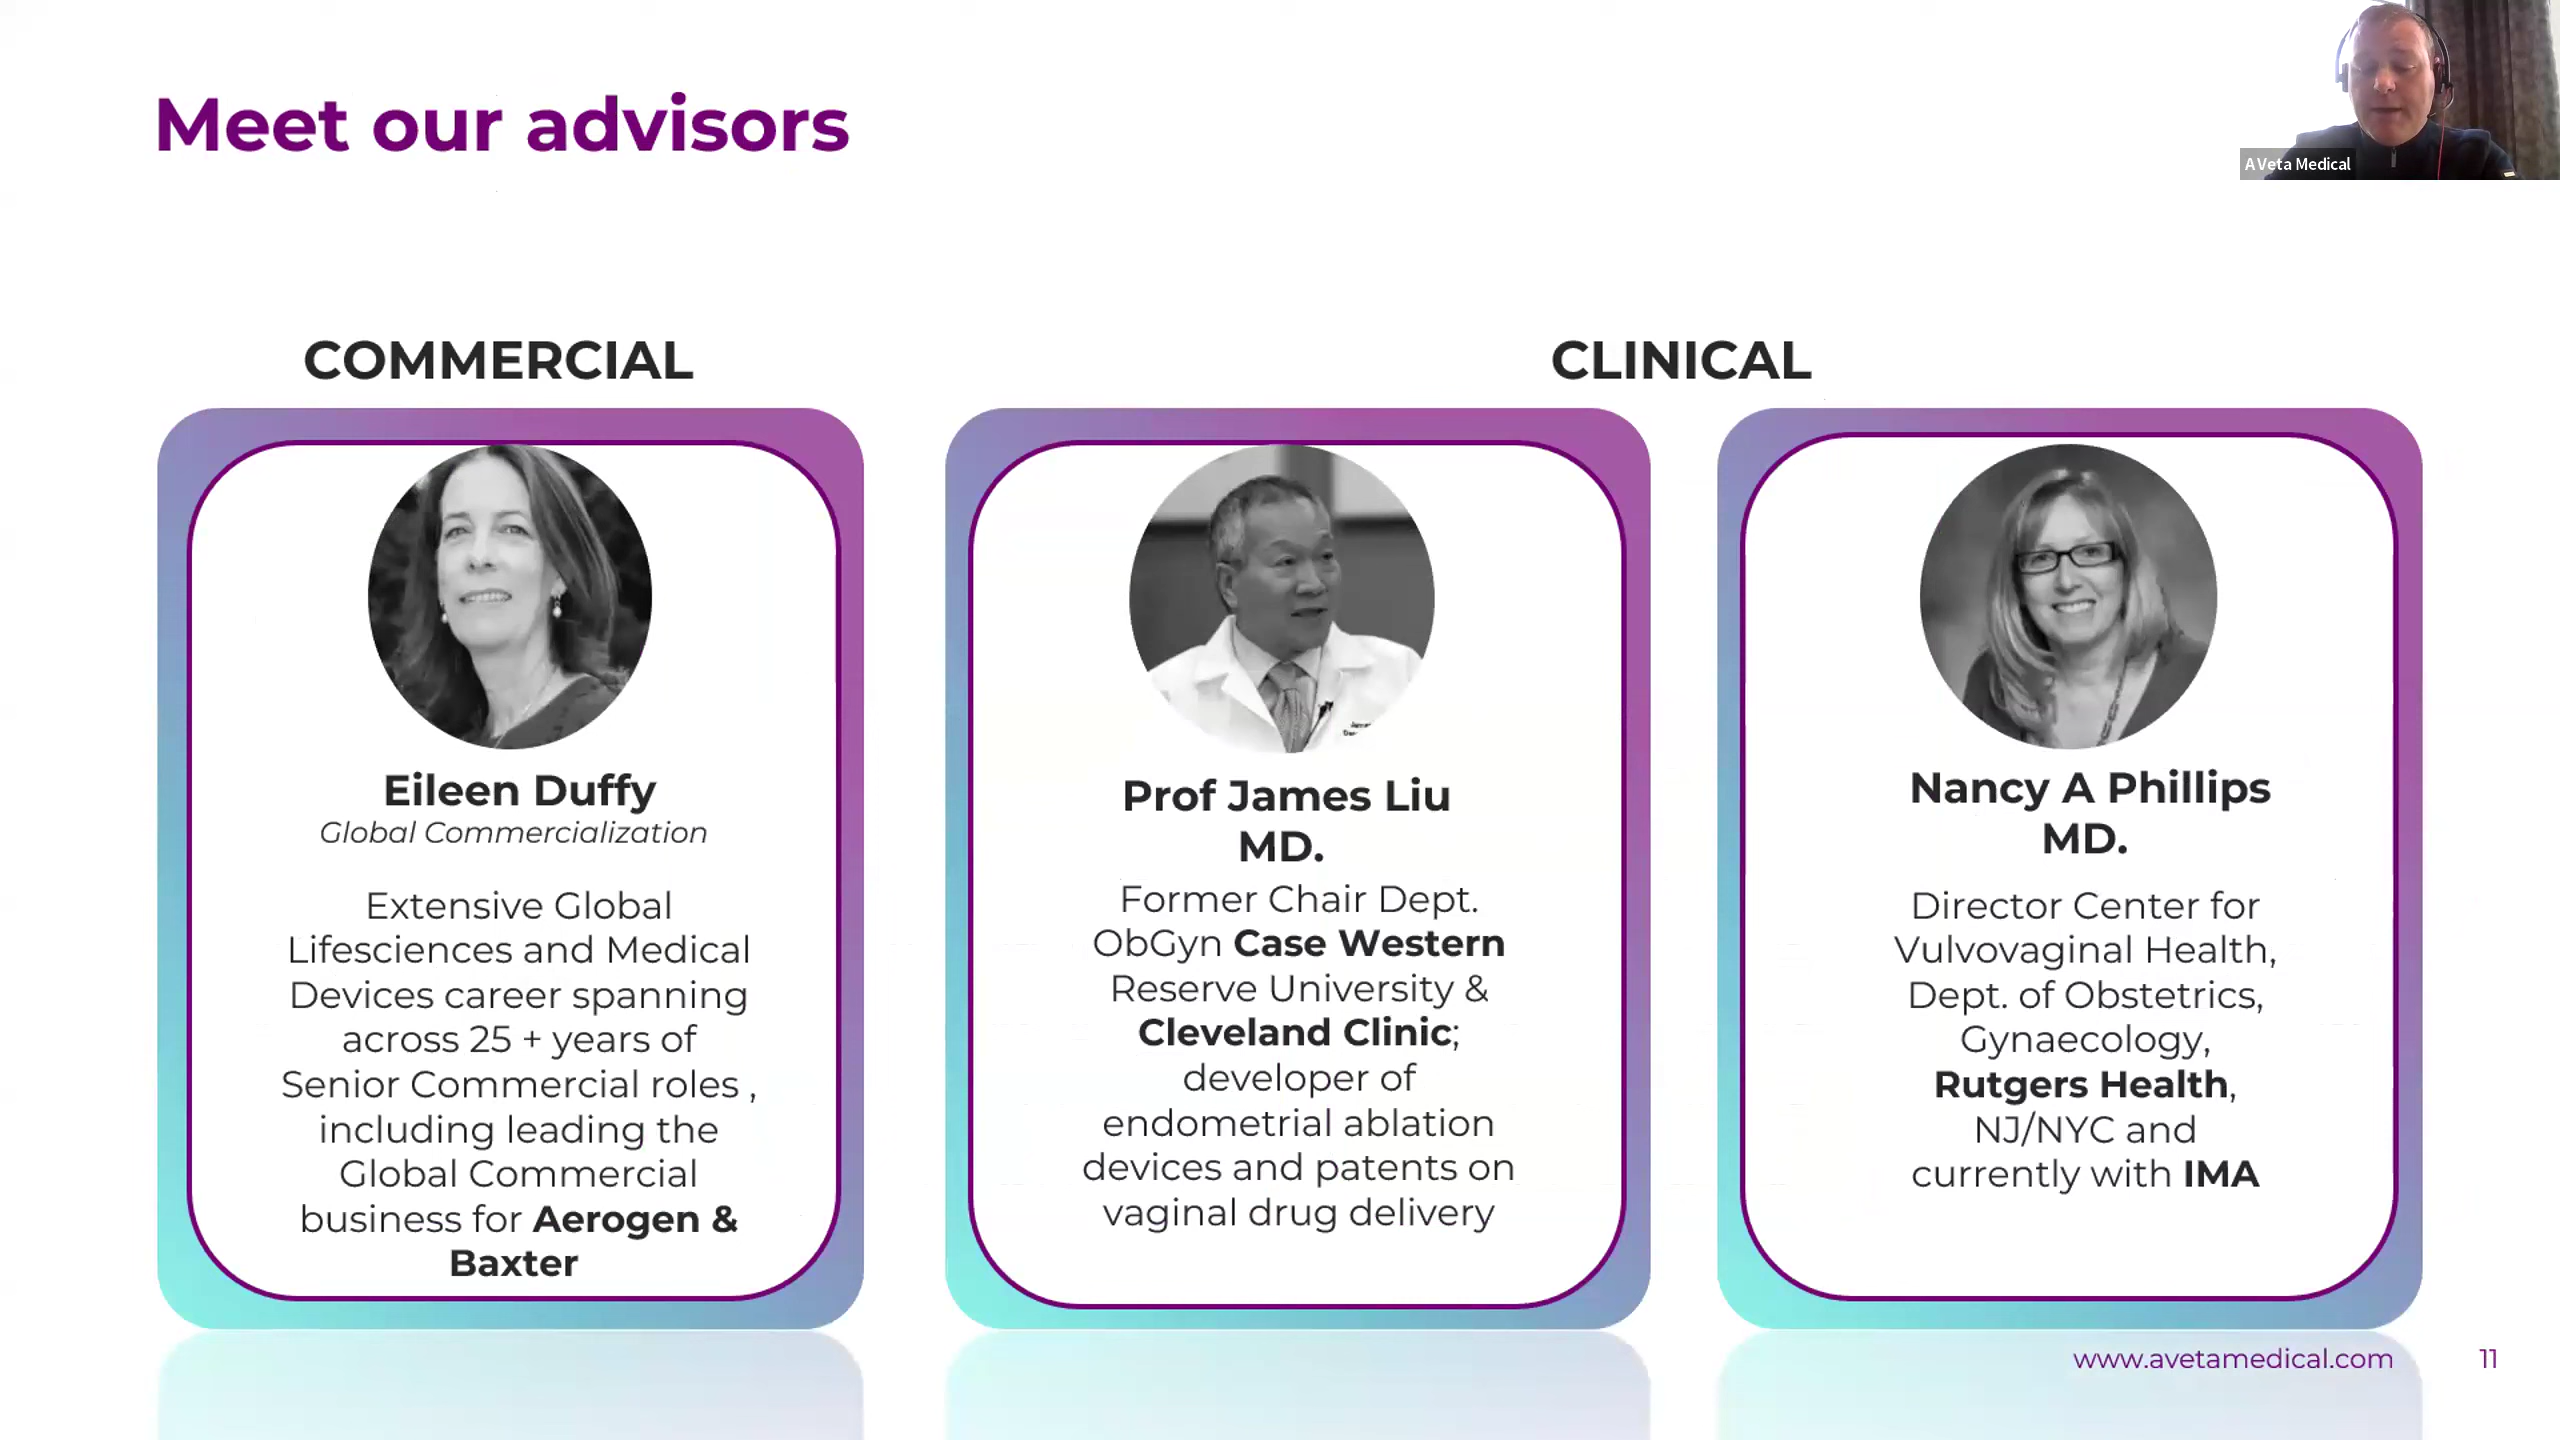 Meet our advisors
A Veta Medical
COMMERCIAL
CLINICAL
Eileen Duffy
Global Commercialization
Extensive Global
Lifesciences and Medical
Devices career spanning
across 25 + years of
Senior Commercial roles ,
including leading the
Global Commercial
business for Aerogen &
Baxter
Prof James Liu
MD.
Former Chair Dept.
ObGyn Case Western
Reserve University &
Cleveland Clinic;
developer of
endometrial ablation
devices and patents on
vaginal drug delivery
Nancy A Phillips
MD.
Director Center for
Vulvovaginal Health,
Dept. of Obstetrics,
Gynaecology,
Rutgers Health,
NJ/NYC and
currently with IMA
www.avetamedical.com
11